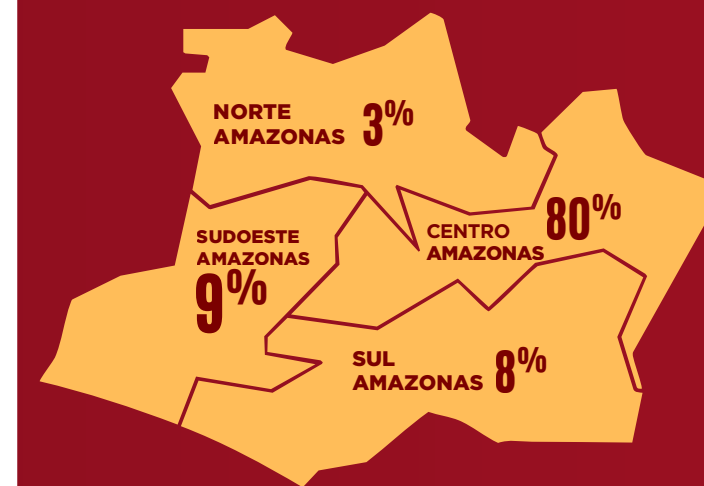 NORTE
AMAZONAS 3%
CENTRO
AMAZONAS 80%
SUDOESTE
AMAZONAS
9%
SUL
AMAZONAS 8%